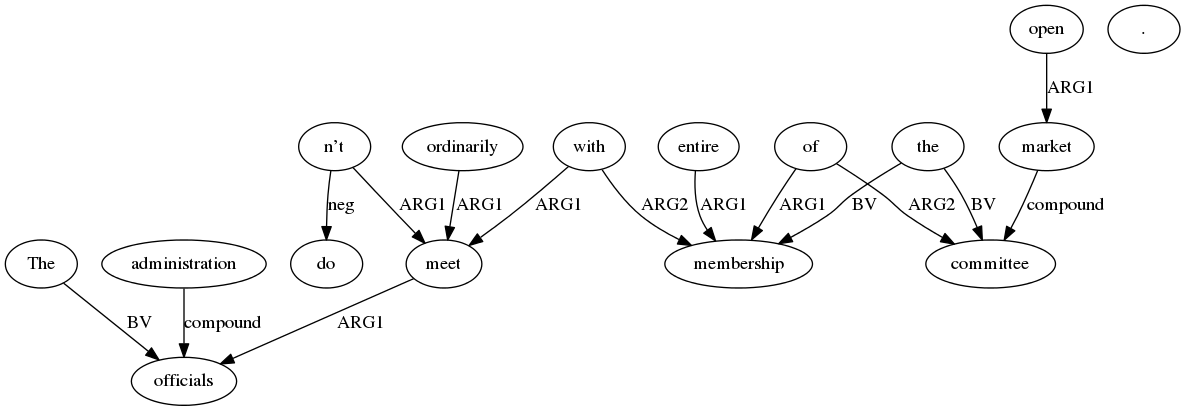 open .
ARG1
n't ordinarily with entire of the market
neg ARG1 ARG1 ARG1 ARG2 ARG1 ARG1 BV ARG2 BV compound
The administration do meet membership committee
BV compound ARG1
officials